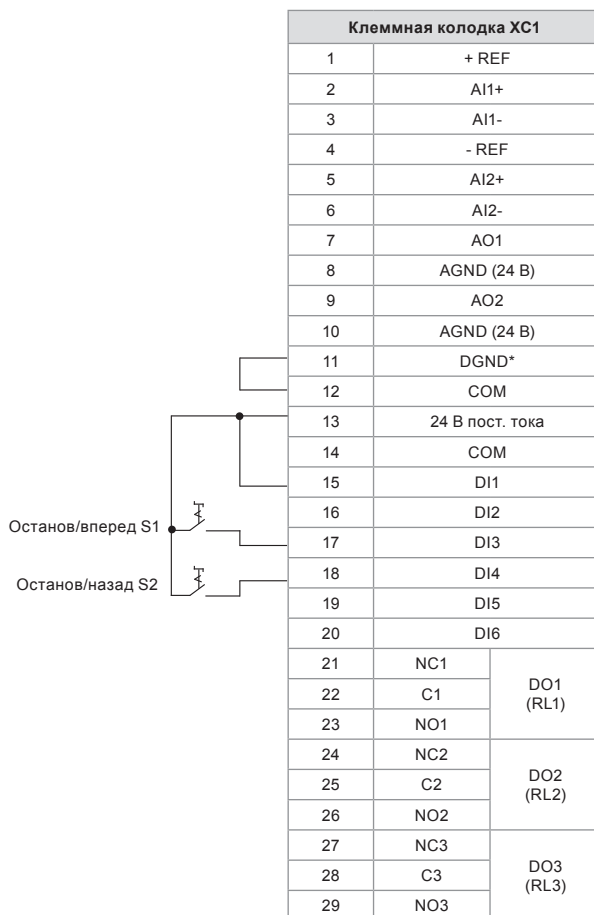 Клеммная колодка XC1
1 + REF
2 AI1+
3 AI1-
4 - REF
5 AI2+
6 AI2-
7 AO1
8 AGND (24 В)
9 AO2
10 AGND (24 В)
11 DGND*
12 COM
13 24 В пост. тока
14 COM
15 DI1
16 DI2
Останов/вперед S1
17 DI3
18 DI4
Останов/назад S2
19 DI5
20 DI6
21 NC1
22 C1
23 NO1
DO1
(RL1)
24 NC2
25 C2
26 NO2
DO2
(RL2)
27 NC3
28 C3
29 NO3
DO3
(RL3)